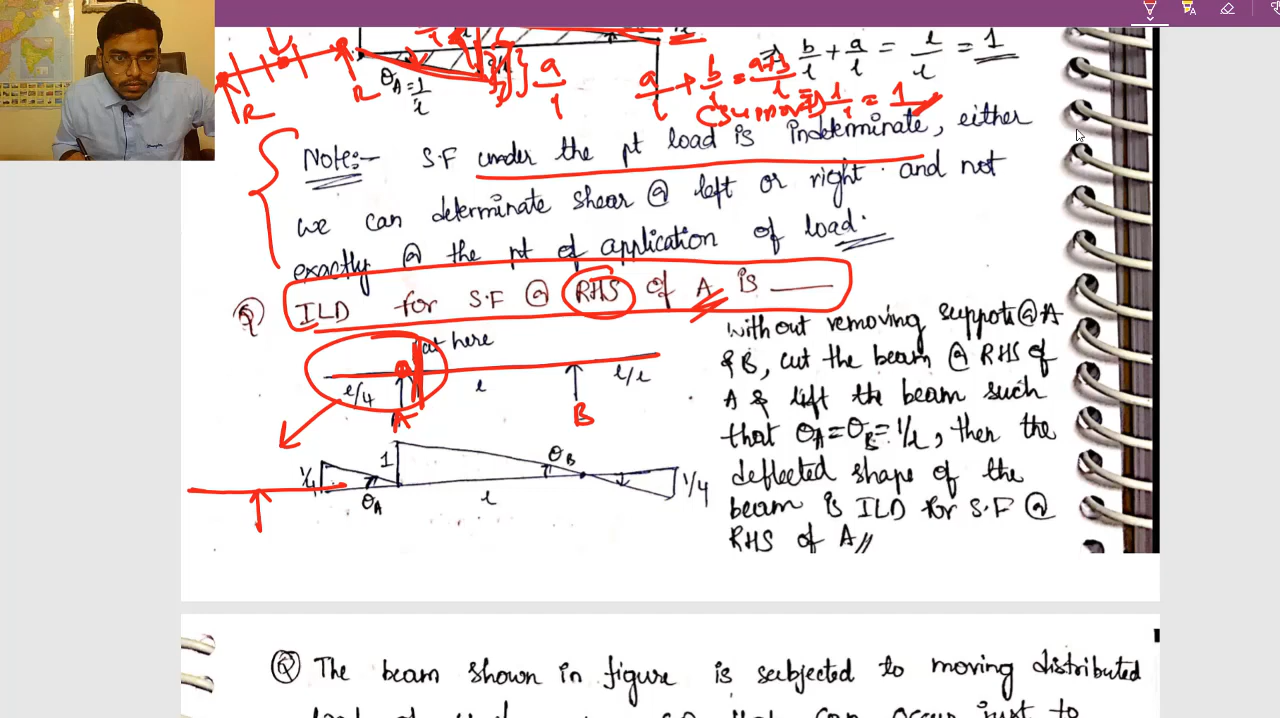 θA = 1/l
R
R
a/l
a/l + b/l = a+b/l
⇒ b/l + a/l = l/l = 1
= l/l = 1
Note:- S.F under the pt load is indeterminate, either
we can determinate shear @ left or right and not
exactly @ the pt of application of load.
Q ILD for S.F @ RHS of A is ___
cut here
l/4 l l/4
A B
1/4 θA 1 l θB 1/4
without removing suppots @ A
& B, cut the beam @ RHS of
A & lift the beam such
that θA = θB = 1/l, then the
deflected shape of the
beam is ILD for S.F @
RHS of A //
Q The beam shown in figure is subjected to moving distributed